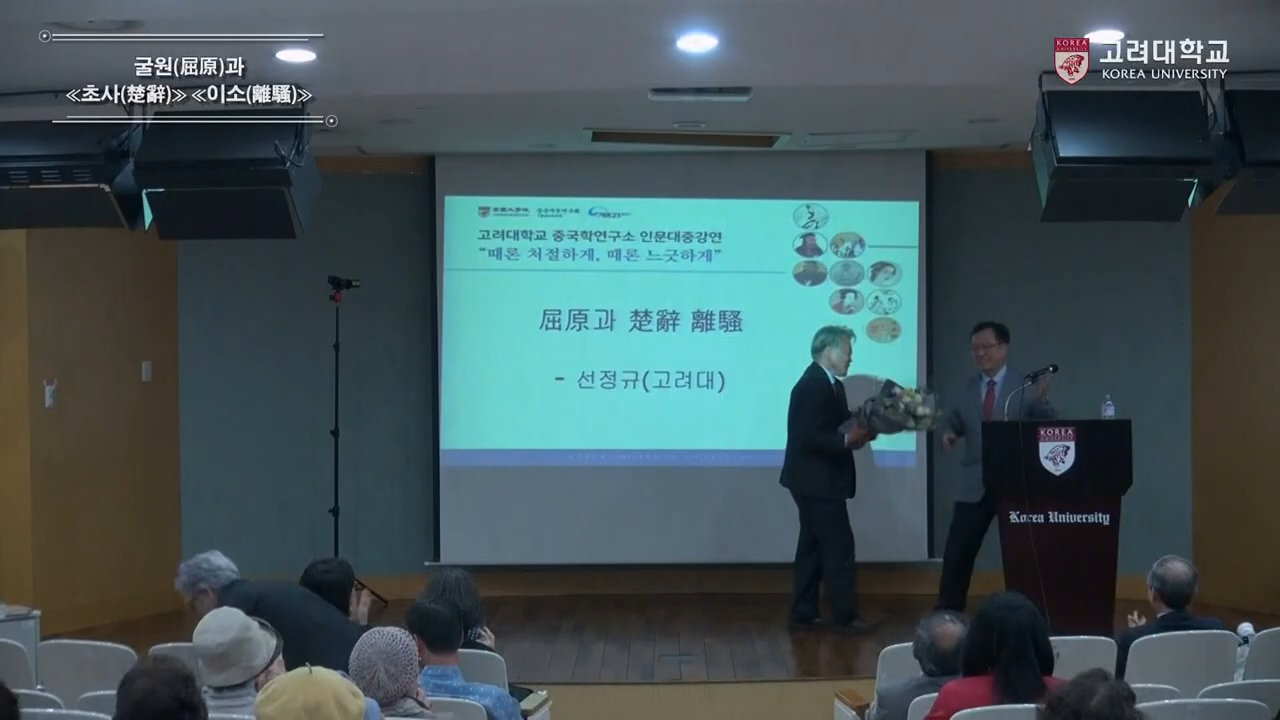 굴원(屈原)과
≪초사(楚辭)≫ ≪이소(離騷)≫
KOREA
고려대학교
KOREA UNIVERSITY
고려대학교 중국학연구소 인문대중강연
“때론 처절하게, 때론 느긋하게”
屈原과 楚辭 離騷
- 선정규(고려대)
KOREA
Korea University